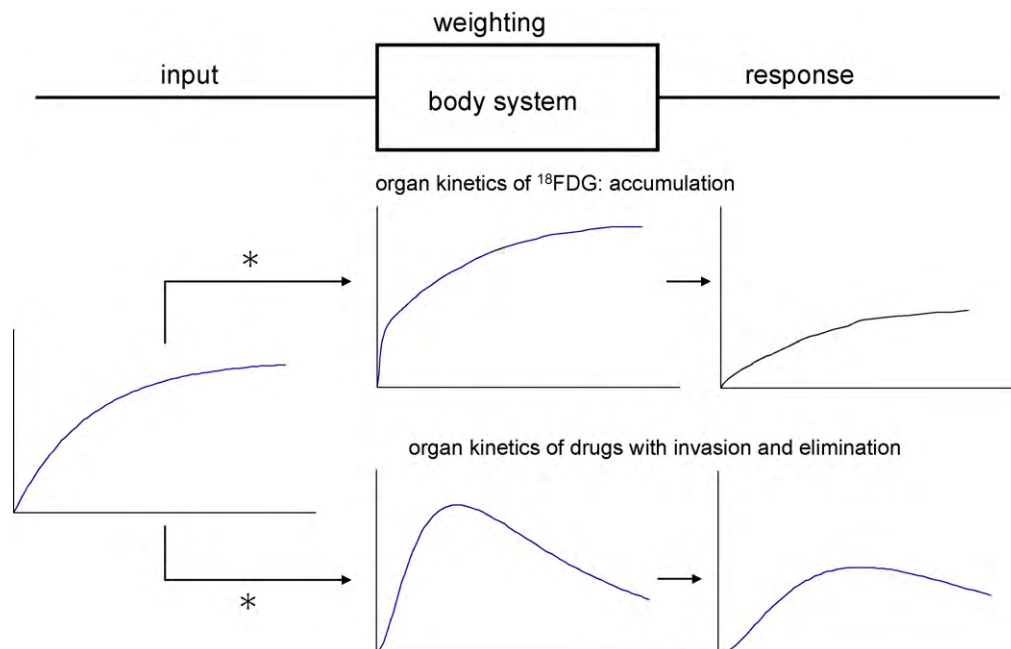 weighting
input
body system
response
organ kinetics of ¹⁸FDG: accumulation
*
organ kinetics of drugs with invasion and elimination
*